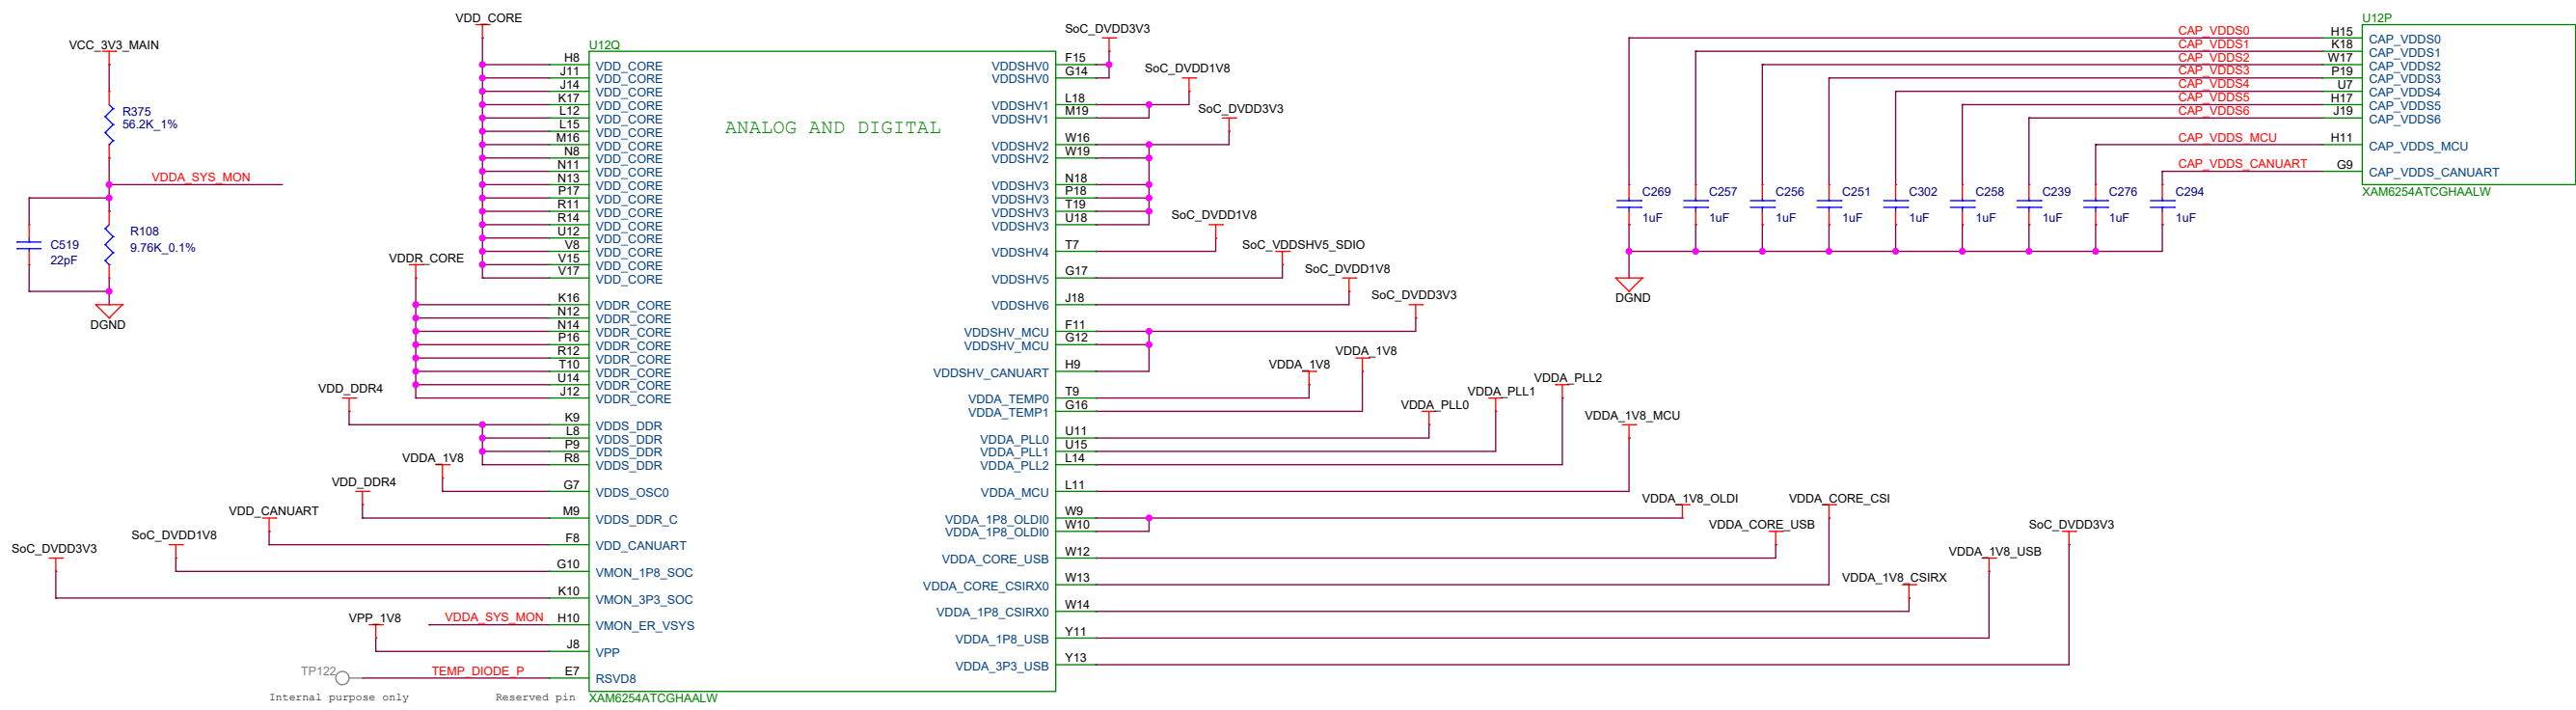 VCC_3V3_MAIN
R375
56.2K_1%
VDDA_SYS_MON
C519
22pF
R108
9.76K_0.1%
DGND
VDD_CORE
U12Q
ANALOG AND DIGITAL
H8 VDD_CORE
J11 VDD_CORE
J14 VDD_CORE
K17 VDD_CORE
L12 VDD_CORE
L15 VDD_CORE
M16 VDD_CORE
N8 VDD_CORE
N11 VDD_CORE
N13 VDD_CORE
P17 VDD_CORE
R11 VDD_CORE
R14 VDD_CORE
U12 VDD_CORE
V8 VDD_CORE
V15 VDD_CORE
V17 VDD_CORE
VDDR_CORE
K16 VDDR_CORE
N12 VDDR_CORE
N14 VDDR_CORE
P16 VDDR_CORE
R12 VDDR_CORE
T10 VDDR_CORE
U14 VDDR_CORE
J12 VDDR_CORE
VDD_DDR4
K9 VDDS_DDR
L8 VDDS_DDR
P9 VDDS_DDR
R8 VDDS_DDR
VDDA_1V8
G7 VDDS_OSC0
VDD_DDR4
M9 VDDS_DDR_C
VDD_CANUART
F8 VDD_CANUART
SoC_DVDD1V8
G10 VMON_1P8_SOC
SoC_DVDD3V3
K10 VMON_3P3_SOC
VDDA_SYS_MON H10 VMON_ER_VSYS
VPP_1V8
J8 VPP
TP122 TEMP_DIODE_P E7 RSVD8
Internal purpose only Reserved pin XAM6254ATCGHAALW
SoC_DVDD3V3
VDDSHV0 F15
VDDSHV0 G14
SoC_DVDD1V8
VDDSHV1 L18
VDDSHV1 M19
SoC_DVDD3V3
VDDSHV2 W16
VDDSHV2 W19
VDDSHV3 N18
VDDSHV3 P18
VDDSHV3 T19
VDDSHV3 U18
SoC_DVDD1V8
VDDSHV4 T7
SoC_VDDSHV5_SDIO
VDDSHV5 G17
SoC_DVDD1V8
VDDSHV6 J18
SoC_DVDD3V3
VDDSHV_MCU F11
VDDSHV_MCU G12
VDDSHV_CANUART H9
VDDA_1V8
VDDA_1V8
VDDA_TEMP0 T9
VDDA_TEMP1 G16
VDDA_PLL0
VDDA_PLL1
VDDA_PLL2
VDDA_PLL0 U11
VDDA_PLL1 U15
VDDA_PLL2 L14
VDDA_1V8_MCU
VDDA_MCU L11
VDDA_1V8_OLDI
VDDA_1P8_OLDI0 W9
VDDA_1P8_OLDI0 W10
VDDA_CORE_USB
VDDA_CORE_USB W12
VDDA_CORE_CSI
VDDA_CORE_CSIRX0 W13
VDDA_1V8_CSIRX
VDDA_1P8_CSIRX0 W14
VDDA_1V8_USB
VDDA_1P8_USB Y11
SoC_DVDD3V3
VDDA_3P3_USB Y13
U12P
CAP_VDDS0 H15 CAP_VDDS0
CAP_VDDS1 K18 CAP_VDDS1
CAP_VDDS2 W17 CAP_VDDS2
CAP_VDDS3 P19 CAP_VDDS3
CAP_VDDS4 U7 CAP_VDDS4
CAP_VDDS5 H17 CAP_VDDS5
CAP_VDDS6 J19 CAP_VDDS6
CAP_VDDS_MCU H11 CAP_VDDS_MCU
CAP_VDDS_CANUART G9 CAP_VDDS_CANUART
XAM6254ATCGHAALW
C269 C257 C256 C251 C302 C258 C239 C276 C294
1uF 1uF 1uF 1uF 1uF 1uF 1uF 1uF 1uF
DGND